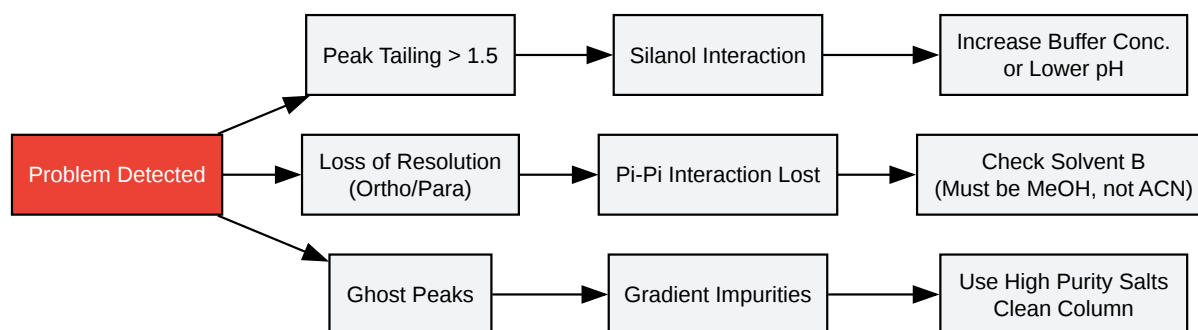 Peak Tailing > 1.5
Silanol Interaction
Increase Buffer Conc.
or Lower pH
Problem Detected
Loss of Resolution
(Ortho/Para)
Pi-Pi Interaction Lost
Check Solvent B
(Must be MeOH, not ACN)
Ghost Peaks
Gradient Impurities
Use High Purity Salts
Clean Column